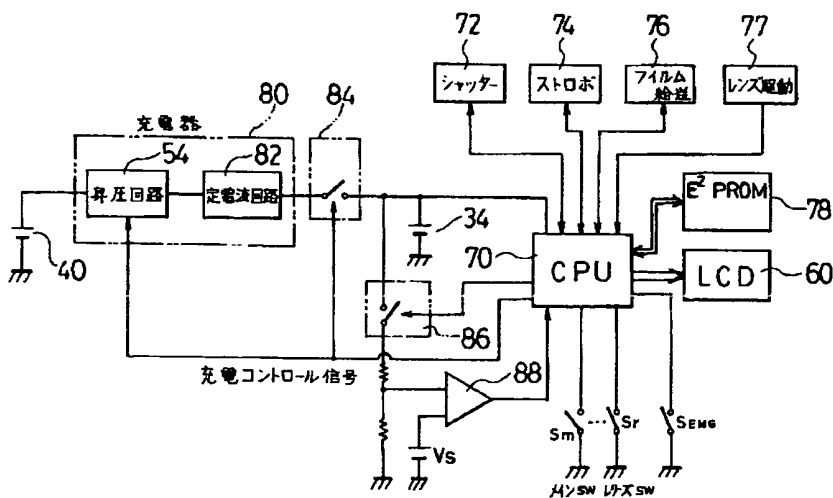 72
74
76
77
シャッター
ストロボ
フイルム
給送
レンズ駆動
80
84
充電器
54
82
昇圧回路
定電流回路
E² PROM
78
34
70
CPU
LCD
60
40
86
充電コントロール信号
88
Vs
Sm
Sr
SEMG
メインSW
レリーズSW